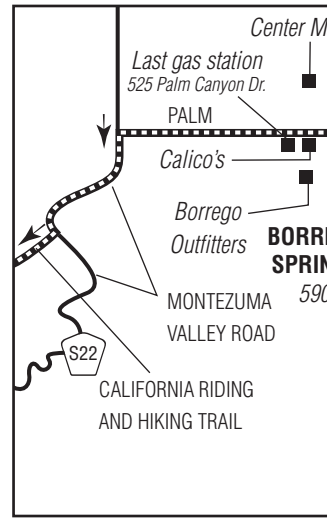 Center M
Last gas station
525 Palm Canyon Dr.
PALM
Calico's
Borrego
Outfitters
BORRE
SPRIN
590
MONTEZUMA
VALLEY ROAD
S22
CALIFORNIA RIDING
AND HIKING TRAIL